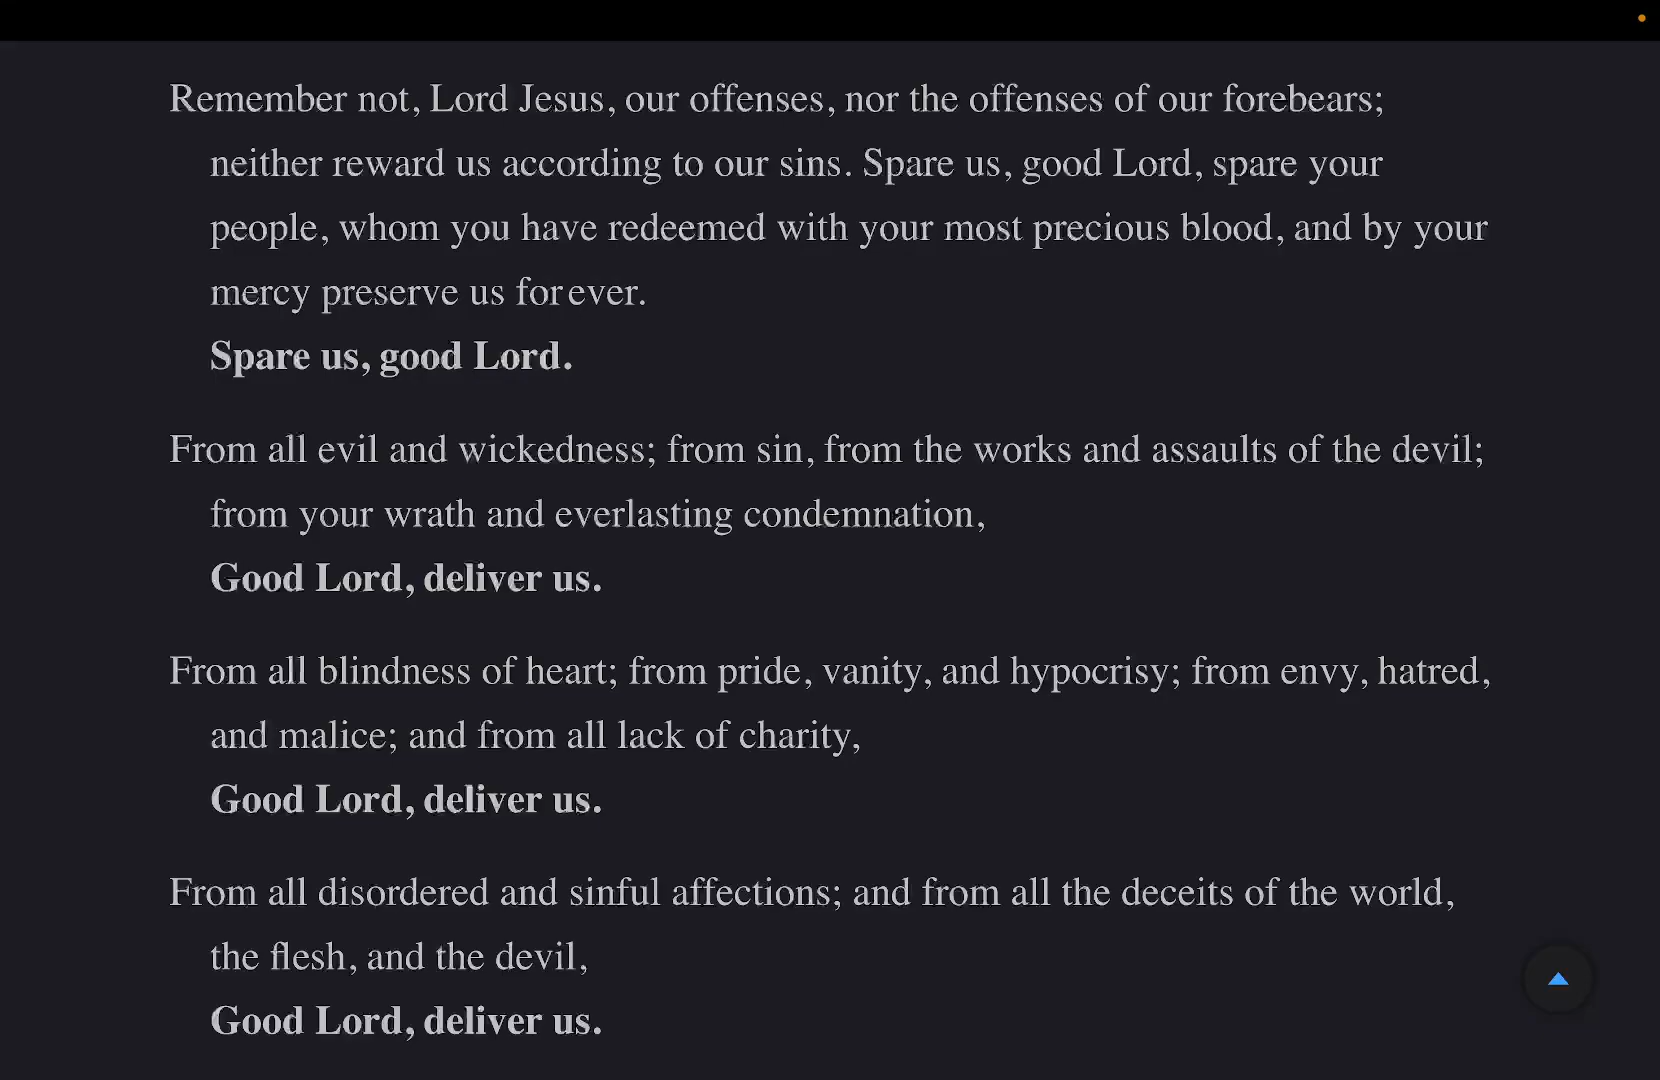 Remember not, Lord Jesus, our offenses, nor the offenses of our forebears;
neither reward us according to our sins. Spare us, good Lord, spare your
people, whom you have redeemed with your most precious blood, and by your
mercy preserve us for ever.
Spare us, good Lord.
From all evil and wickedness; from sin, from the works and assaults of the devil;
from your wrath and everlasting condemnation,
Good Lord, deliver us.
From all blindness of heart; from pride, vanity, and hypocrisy; from envy, hatred,
and malice; and from all lack of charity,
Good Lord, deliver us.
From all disordered and sinful affections; and from all the deceits of the world,
the flesh, and the devil,
Good Lord, deliver us.